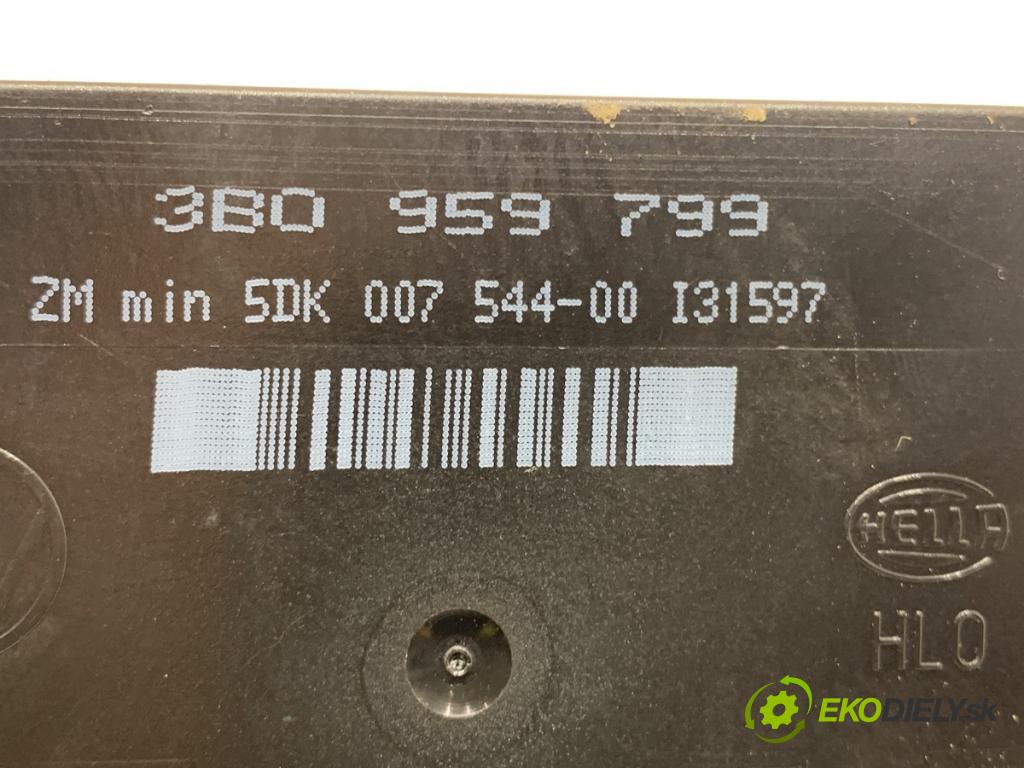 3B0 959 799
ZM min 5DK 007 544-00 I31597
HELLA
HLO
EKODIELY.sk